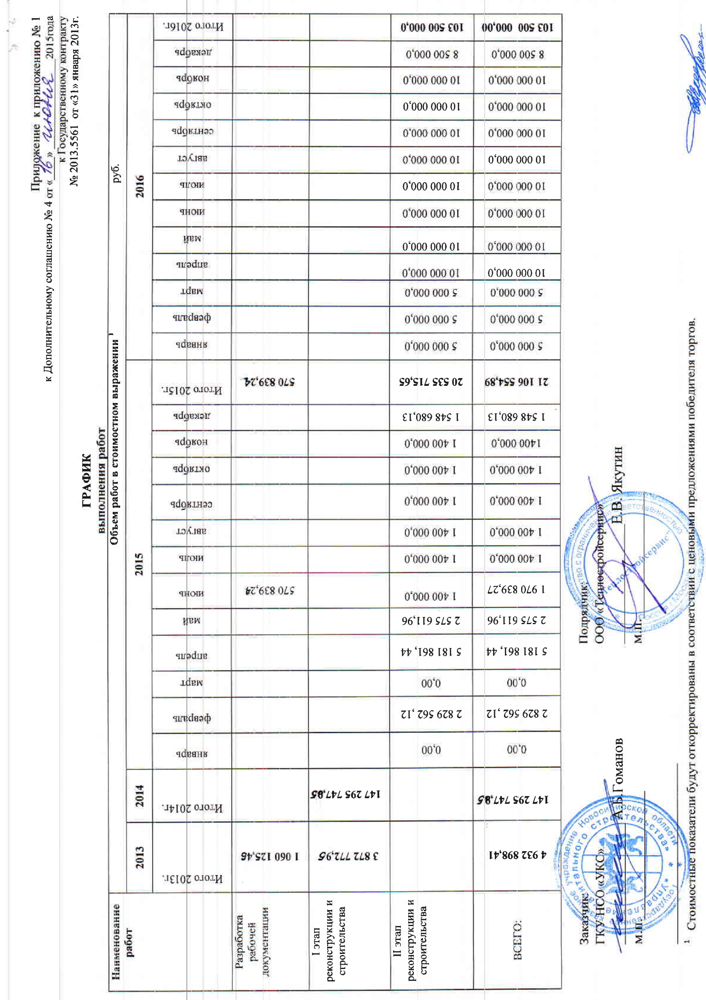 Приложение к приложению № 1
к Дополнительному соглашению № 4 от « 16 » июня 2015года
к Государственному контракту
№ 2013.5561 от «31» января 2013г.
ГРАФИК
выполнения работ
Объем работ в стоимостном выражении ¹ руб.
Наименование работ 2013 2014 2015 2016
Итого 2013г. Итого 2014г. январь февраль март апрель май июнь июль август сентябрь октябрь ноябрь декабрь Итого 2015г. январь февраль март апрель май июнь июль август сентябрь октябрь ноябрь декабрь Итого 2016г.
Разработка рабочей документации 1 060 125,46 570 839,24 570 839,24
I этап реконструкции и строительства 3 872 772,95 147 295 747,85
II этап реконструкции и строительства 0,00 2 829 562 ,12 0,00 5 181 861, 44 2 575 611,96 1 400 000,0 1 400 000,0 1 400 000,0 1 400 000,0 1 400 000,0 1 400 000,0 1 548 680,13 20 535 715,65 5 000 000,0 5 000 000,0 5 000 000,0 10 000 000,0 10 000 000,0 10 000 000,0 10 000 000,0 10 000 000,0 10 000 000,0 10 000 000,0 10 000 000,0 8 500 000,0 103 500 000,0
ВСЕГО: 4 932 898,41 147 295 747,85 0,00 2 829 562 ,12 0,00 5 181 861, 44 2 575 611,96 1 970 839,27 1 400 000,0 1 400 000,0 1 400 000,0 1 400 000,0 1400 000,0 1 548 680,13 21 106 554,89 5 000 000,0 5 000 000,0 5 000 000,0 10 000 000,0 10 000 000,0 10 000 000,0 10 000 000,0 10 000 000,0 10 000 000,0 10 000 000,0 10 000 000,0 8 500 000,0 103 500 000,00
Заказчик:
ГКУ НСО «УКС»
А.Б.Гоманов
М.П.
Подрядчик:
ООО «Теплостройсервис»
Е.В. Якутин
М.П.
¹ Стоимостные показатели будут откорректированы в соответствии с ценовыми предложениями победителя торгов.